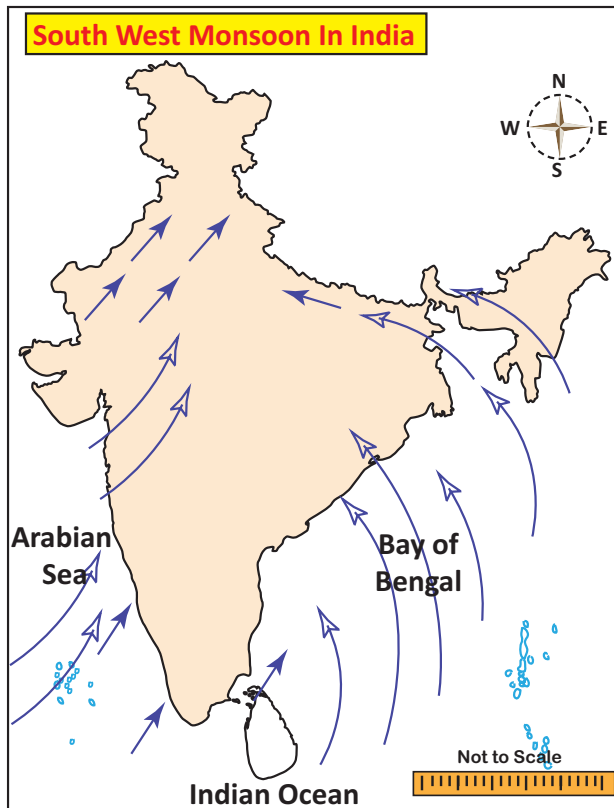 South West Monsoon In India
N
W E
S
Arabian
Sea
Bay of
Bengal
Not to Scale
Indian Ocean